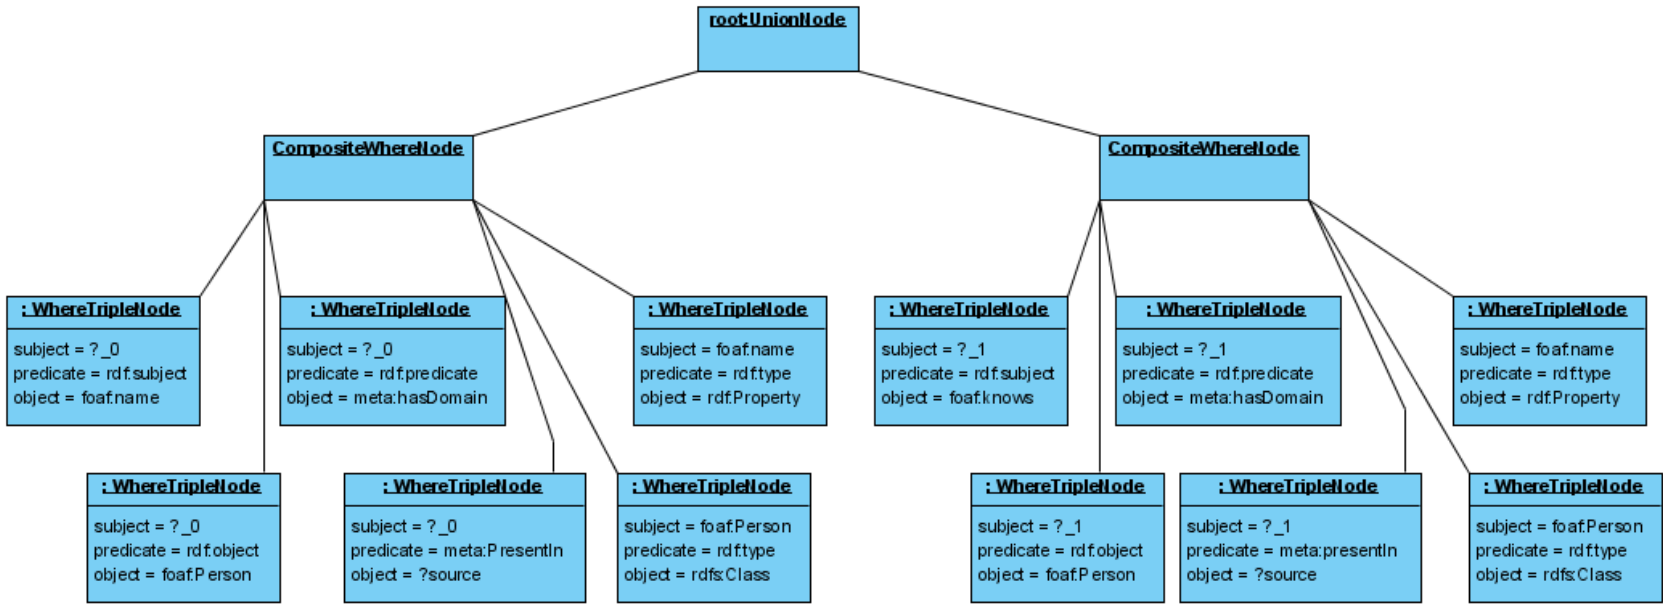 root:UnionNode
CompositeWhereNode
CompositeWhereNode
: WhereTripleNode
subject = ?_0
predicate = rdf:subject
object = foaf:name
: WhereTripleNode
subject = ?_0
predicate = rdf:predicate
object = meta:hasDomain
: WhereTripleNode
subject = foaf:name
predicate = rdf:type
object = rdf:Property
: WhereTripleNode
subject = ?_1
predicate = rdf:subject
object = foaf:knows
: WhereTripleNode
subject = ?_1
predicate = rdf:predicate
object = meta:hasDomain
: WhereTripleNode
subject = foaf:name
predicate = rdf:type
object = rdf:Property
: WhereTripleNode
subject = ?_0
predicate = rdf:object
object = foaf:Person
: WhereTripleNode
subject = ?_0
predicate = meta:PresentIn
object = ?source
: WhereTripleNode
subject = foaf:Person
predicate = rdf:type
object = rdfs:Class
: WhereTripleNode
subject = ?_1
predicate = rdf:object
object = foaf:Person
: WhereTripleNode
subject = ?_1
predicate = meta:presentIn
object = ?source
: WhereTripleNode
subject = foaf:Person
predicate = rdf:type
object = rdfs:Class